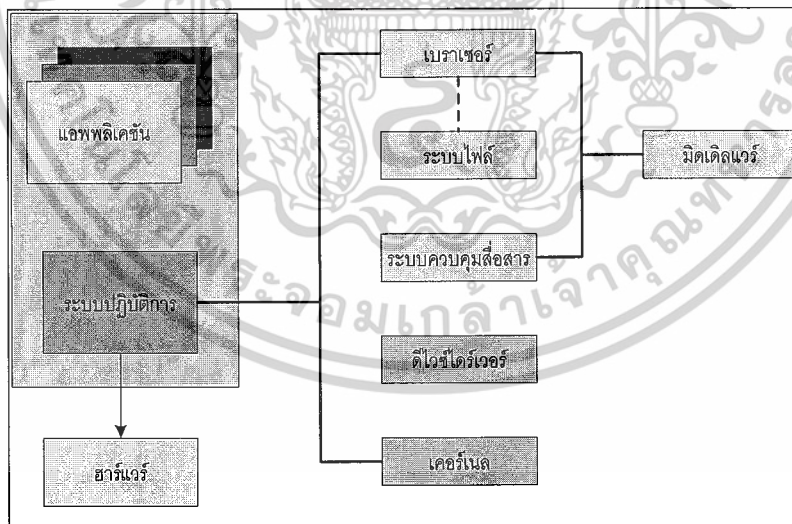 แอพพลิเคชัน
ระบบปฏิบัติการ
ฮาร์แวร์
เบราเซอร์
ระบบไฟล์
ระบบควบคุมสื่อสาร
ดีไวซ์ไดร์เวอร์
เคอร์เนล
มิดเดิลแวร์